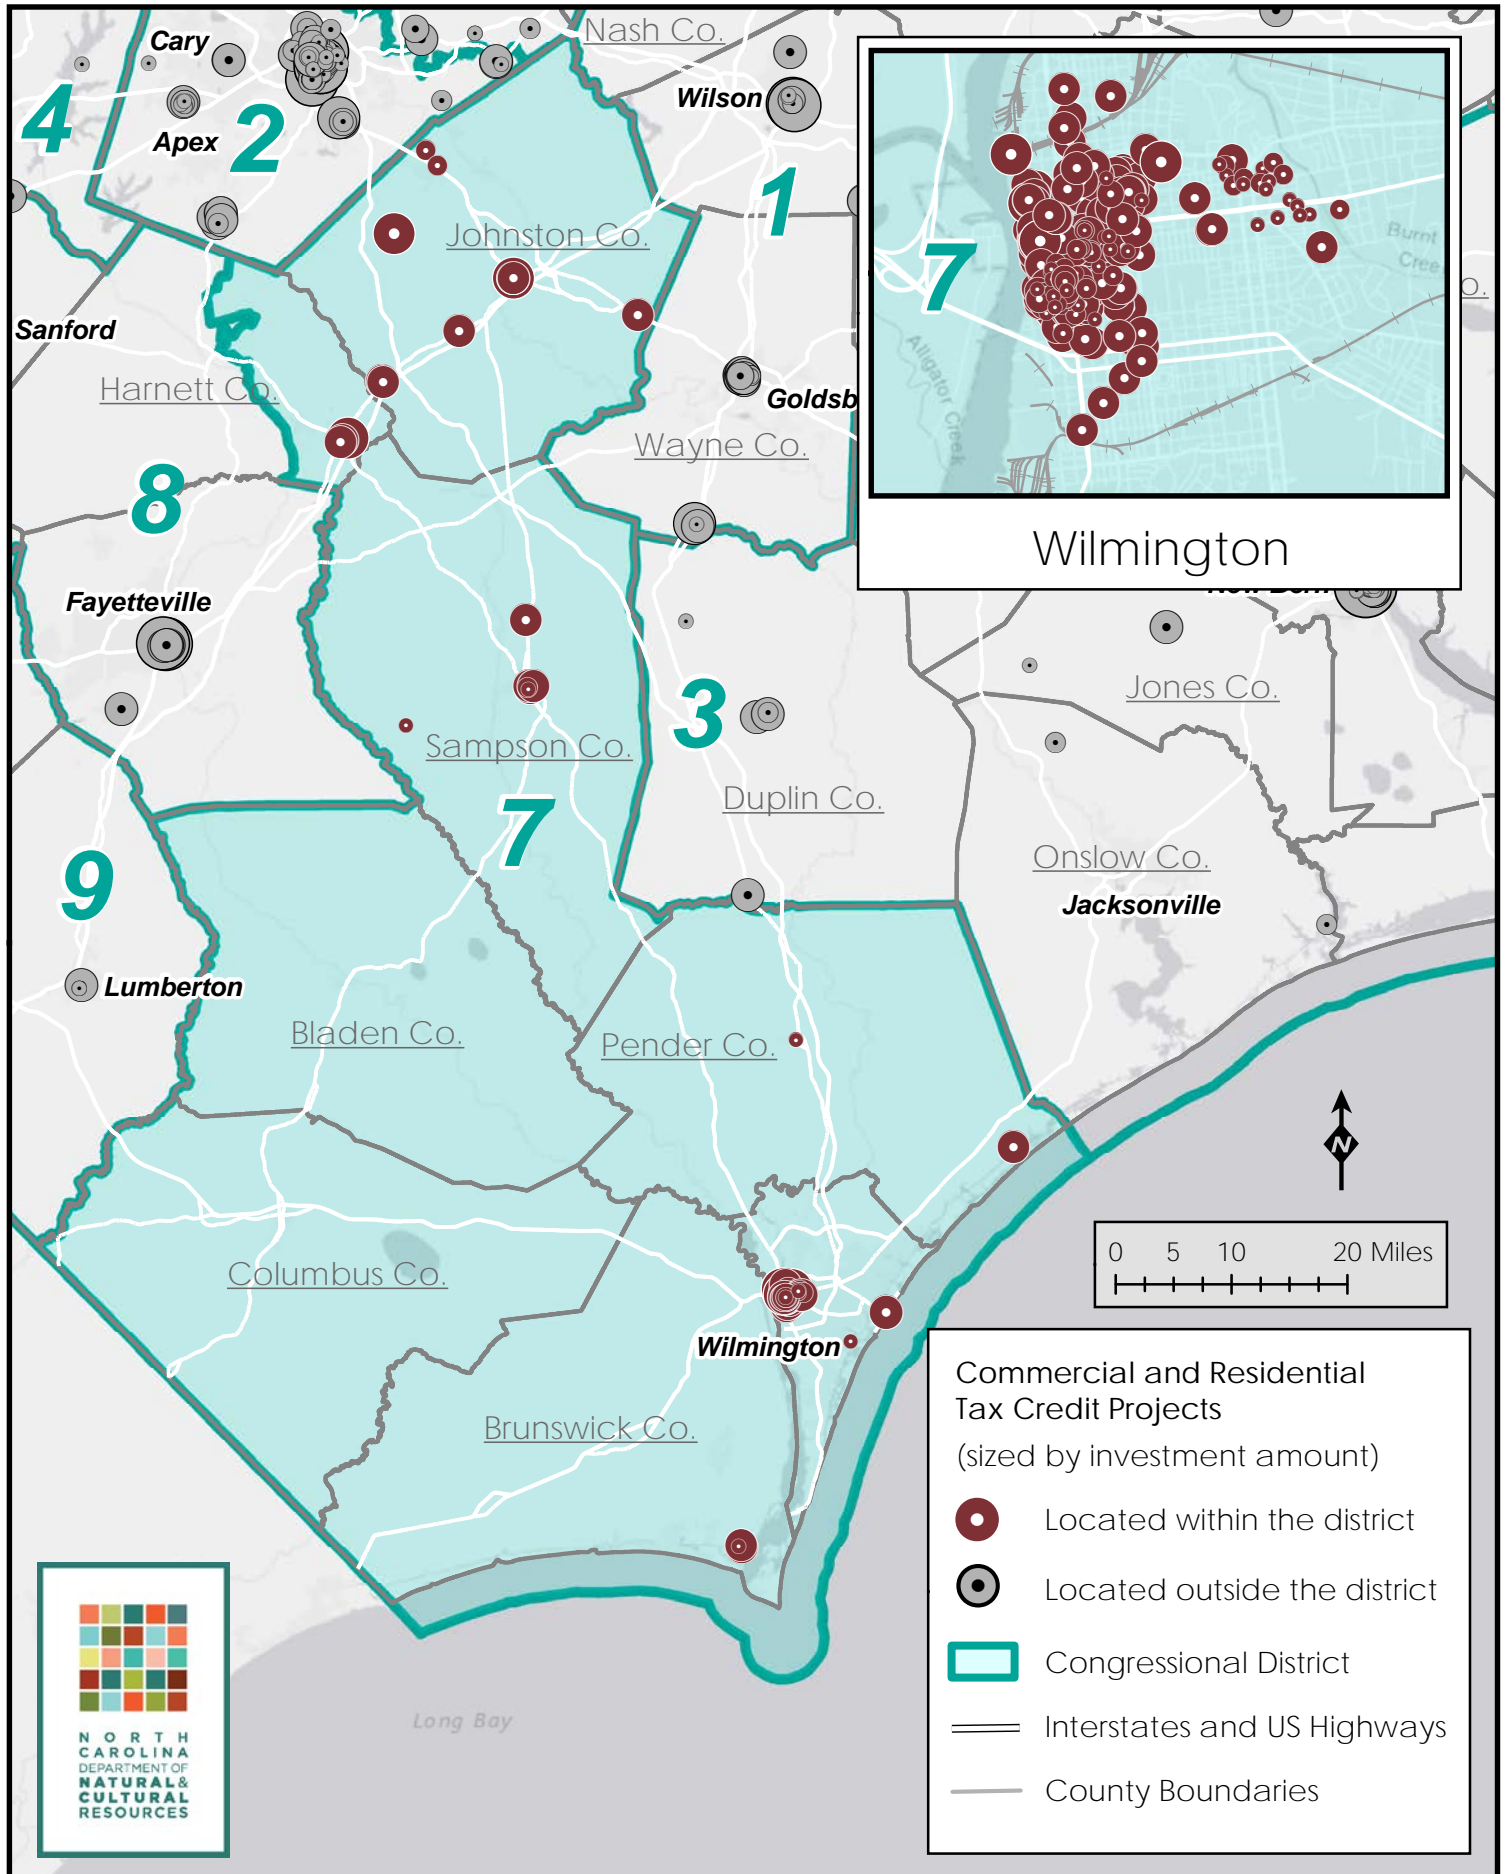 Nash Co.
Cary
Wilson
4
Apex
2
1
Johnston Co.
Burnt
Cree
7
o.
Sanford
Alligator Creek
Harnett Co.
Goldsb
Wayne Co.
8
Wilmington
Fayetteville
Jones Co.
3
Sampson Co.
Duplin Co.
7
Onslow Co.
9
Jacksonville
Lumberton
Bladen Co.
Pender Co.
N
0 5 10 20 Miles
Columbus Co.
Wilmington
Commercial and Residential
Tax Credit Projects
(sized by investment amount)
Brunswick Co.
Located within the district
Located outside the district
Congressional District
Interstates and US Highways
County Boundaries
Long Bay
NORTH
CAROLINA
DEPARTMENT OF
NATURAL &
CULTURAL
RESOURCES